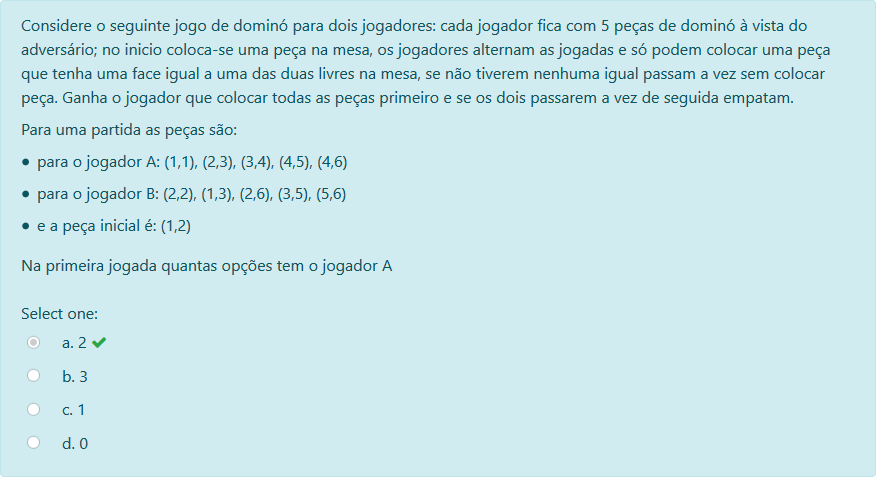 Considere o seguinte jogo de dominó para dois jogadores: cada jogador fica com 5 peças de dominó à vista do
adversário; no inicio coloca-se uma peça na mesa, os jogadores alternam as jogadas e só podem colocar uma peça
que tenha uma face igual a uma das duas livres na mesa, se não tiverem nenhuma igual passam a vez sem colocar
peça. Ganha o jogador que colocar todas as peças primeiro e se os dois passarem a vez de seguida empatam.
Para uma partida as peças são:
• para o jogador A: (1,1), (2,3), (3,4), (4,5), (4,6)
• para o jogador B: (2,2), (1,3), (2,6), (3,5), (5,6)
• e a peça inicial é: (1,2)
Na primeira jogada quantas opções tem o jogador A
Select one:
a. 2
b. 3
c. 1
d. 0